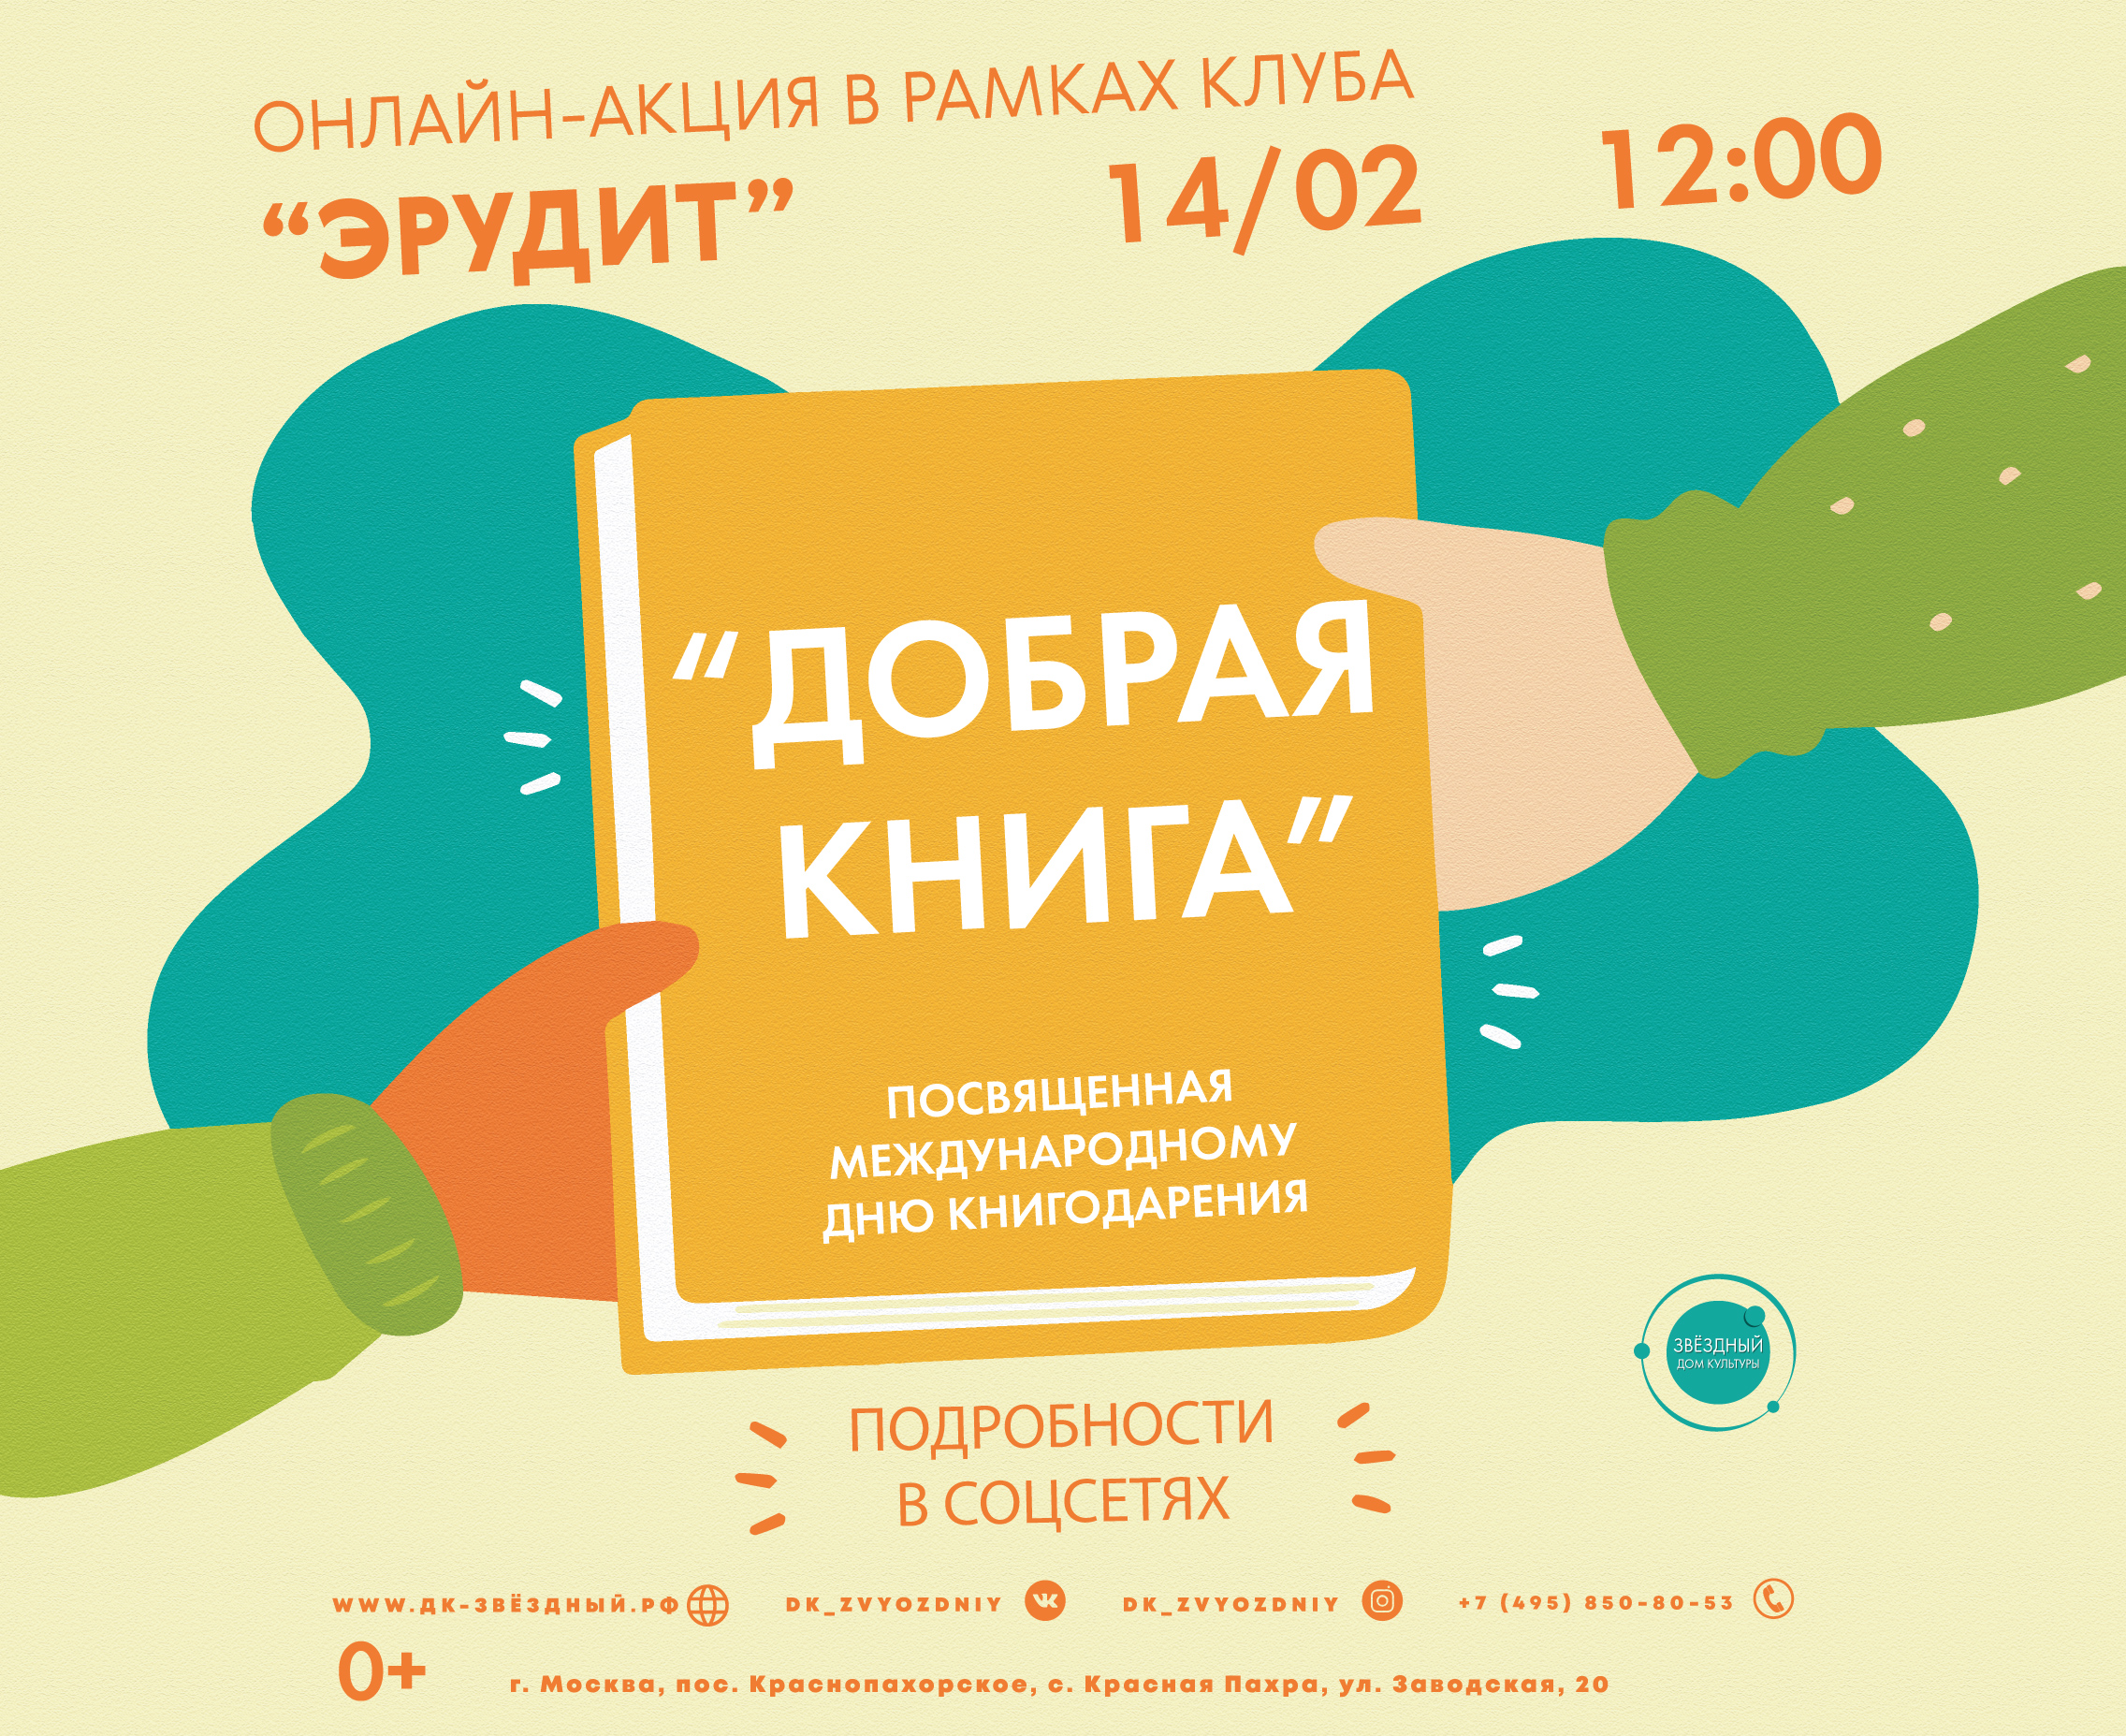 ОНЛАЙН-АКЦИЯ В РАМКАХ КЛУБА
“ЭРУДИТ” 14/02 12:00
“ДОБРАЯ
КНИГА”
ПОСВЯЩЕННАЯ
МЕЖДУНАРОДНОМУ
ДНЮ КНИГОДАРЕНИЯ
ЗВЁЗДНЫЙ
ДОМ КУЛЬТУРЫ
ПОДРОБНОСТИ
В СОЦСЕТЯХ
WWW.ДК-ЗВЁЗДНЫЙ.РФ DK_ZVYOZDNIY DK_ZVYOZDNIY +7 (495) 850-80-53
0+ г. Москва, пос. Краснопахорское, с. Красная Пахра, ул. Заводская, 20